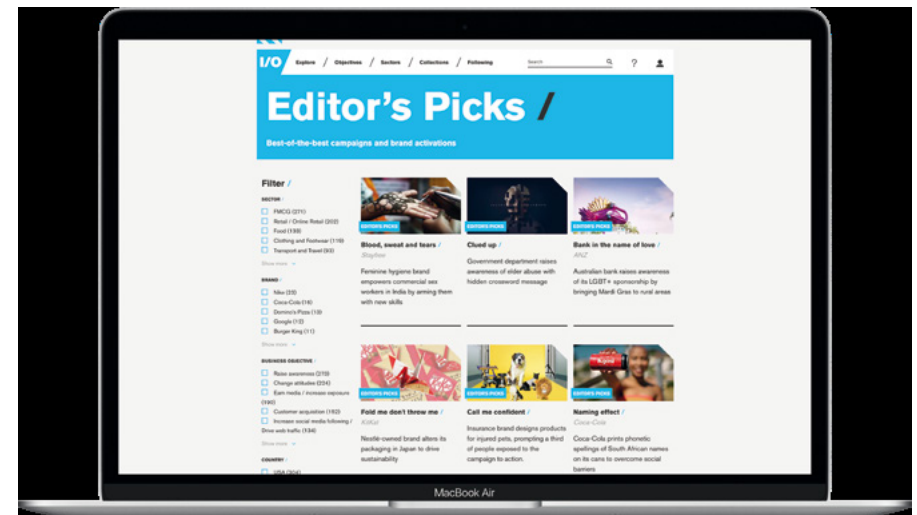 I/O Explore / Objectives / Sectors / Collections / Following Search ?
Editor's Picks /
Best-of-the-best campaigns and brand activations
Filter /
SECTOR /
FMCG (271)
Retail / Online Retail (202)
Food (139)
Clothing and Footwear (119)
Transport and Travel (93)
Show more
BRAND /
Nike (25)
Coca-Cola (16)
Domino's Pizza (13)
Google (12)
Burger King (11)
Show more
BUSINESS OBJECTIVE /
Raise awareness (273)
Change attitudes (224)
Earn media / increase exposure
Customer acquisition (162)
Increase social media following /
Drive web traffic (134)
Show more
COUNTRY /
USA (304)
EDITOR'S PICKS
Blood, sweat and tears /
Stayfree
Feminine hygiene brand
empowers commercial sex
workers in India by arming them
with new skills
EDITOR'S PICKS
Clued up /
Government department raises
awareness of elder abuse with
hidden crossword message
EDITOR'S PICKS
Bank in the name of love /
ANZ
Australian bank raises awareness
of its LGBT+ sponsorship by
bringing Mardi Gras to rural areas
EDITOR'S PICKS
Fold me don't throw me /
KitKat
Nestlé-owned brand alters its
packaging in Japan to drive
sustainability
EDITOR'S PICKS
Call me confident /
Insurance brand designs products
for injured pets, prompting a third
of people exposed to the
campaign to action.
EDITOR'S PICKS
Naming effect /
Coca-Cola
Coca-Cola prints phonetic
spellings of South African names
on its cans to overcome social
barriers
MacBook Air